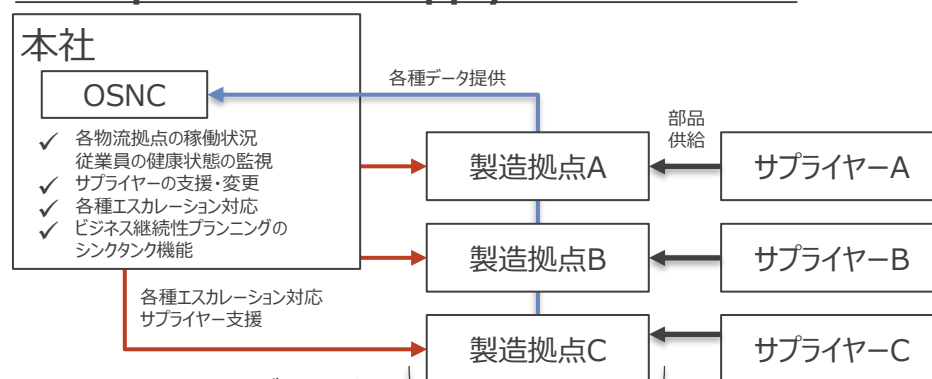 本社
OSNC
各種データ提供
✓ 各物流拠点の稼働状況
従業員の健康状態の監視
✓ サプライヤーの支援・変更
✓ 各種エスカレーション対応
✓ ビジネス継続性プランニングの
シンクタンク機能
部品
供給
製造拠点A
サプライヤーA
製造拠点B
サプライヤーB
各種エスカレーション対応
サプライヤー支援
製造拠点C
サプライヤーC